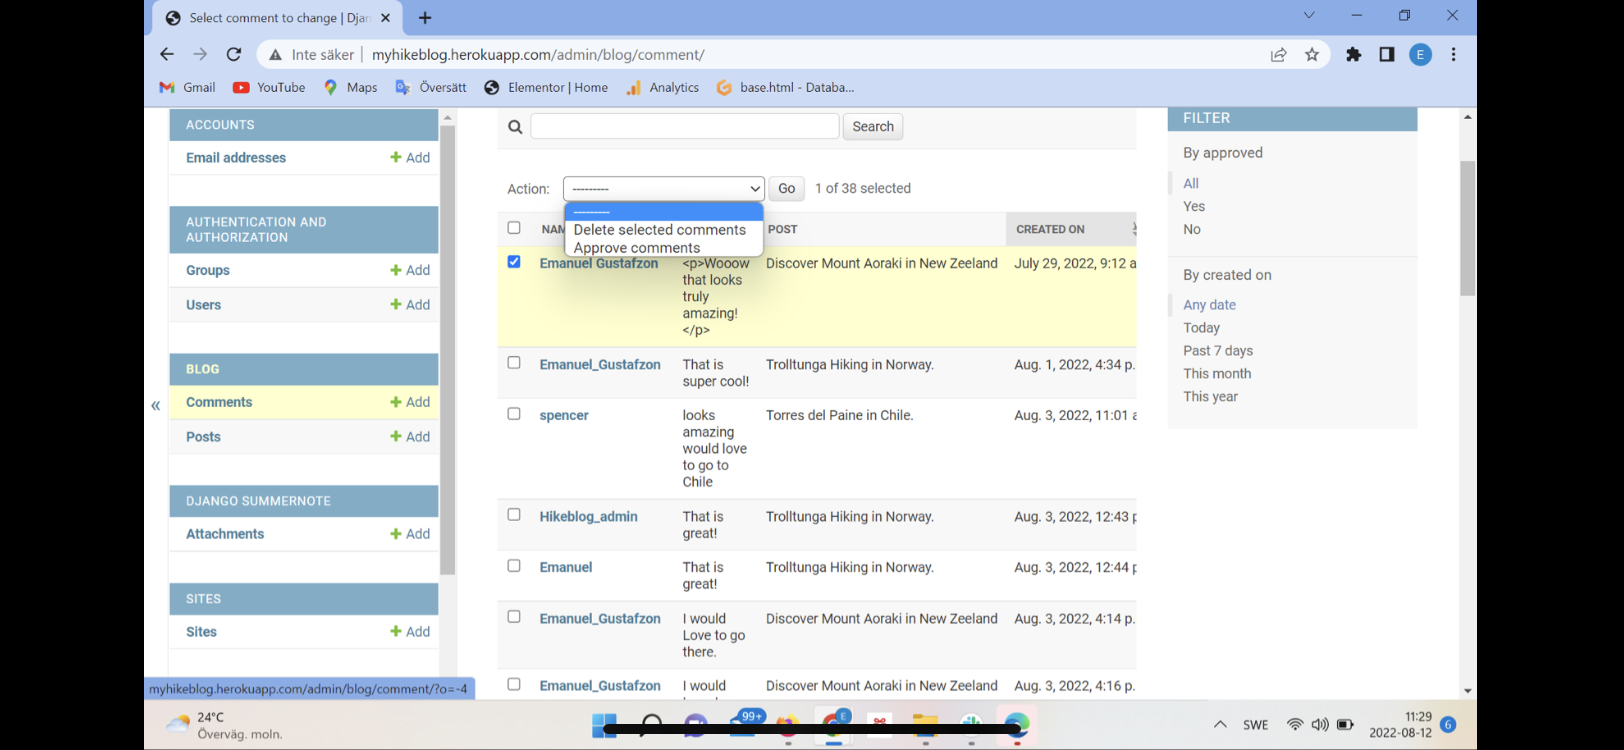 Select comment to change | Djan
Inte säker | myhikeblog.herokuapp.com/admin/blog/comment/
E
Gmail YouTube Maps Översätt Elementor | Home Analytics base.html - Databa...
ACCOUNTS
Email addresses + Add
AUTHENTICATION AND
AUTHORIZATION
Groups + Add
Users + Add
BLOG
Comments + Add
«
Posts + Add
DJANGO SUMMERNOTE
Attachments + Add
SITES
Sites + Add
myhikeblog.herokuapp.com/admin/blog/comment/?o=-4
Search
Action: --------- Go 1 of 38 selected
---------
Delete selected comments
Approve comments
NAM POST CREATED ON
Emanuel Gustafzon <p>Wooow Discover Mount Aoraki in New Zeeland July 29, 2022, 9:12 a
that looks
truly
amazing!
</p>
Emanuel_Gustafzon That is Trolltunga Hiking in Norway. Aug. 1, 2022, 4:34 p.
super cool!
spencer looks Torres del Paine in Chile. Aug. 3, 2022, 11:01 a
amazing
would love
to go to
Chile
Hikeblog_admin That is Trolltunga Hiking in Norway. Aug. 3, 2022, 12:43 p
great!
Emanuel That is Trolltunga Hiking in Norway. Aug. 3, 2022, 12:44 p
great!
Emanuel_Gustafzon I would Discover Mount Aoraki in New Zeeland Aug. 3, 2022, 4:14 p.
Love to go
there.
Emanuel_Gustafzon I would Discover Mount Aoraki in New Zeeland Aug. 3, 2022, 4:16 p.
FILTER
By approved
All
Yes
No
By created on
Any date
Today
Past 7 days
This month
This year
24°C
Överväg. moln.
99+
E
SWE
11:29
2022-08-12
6